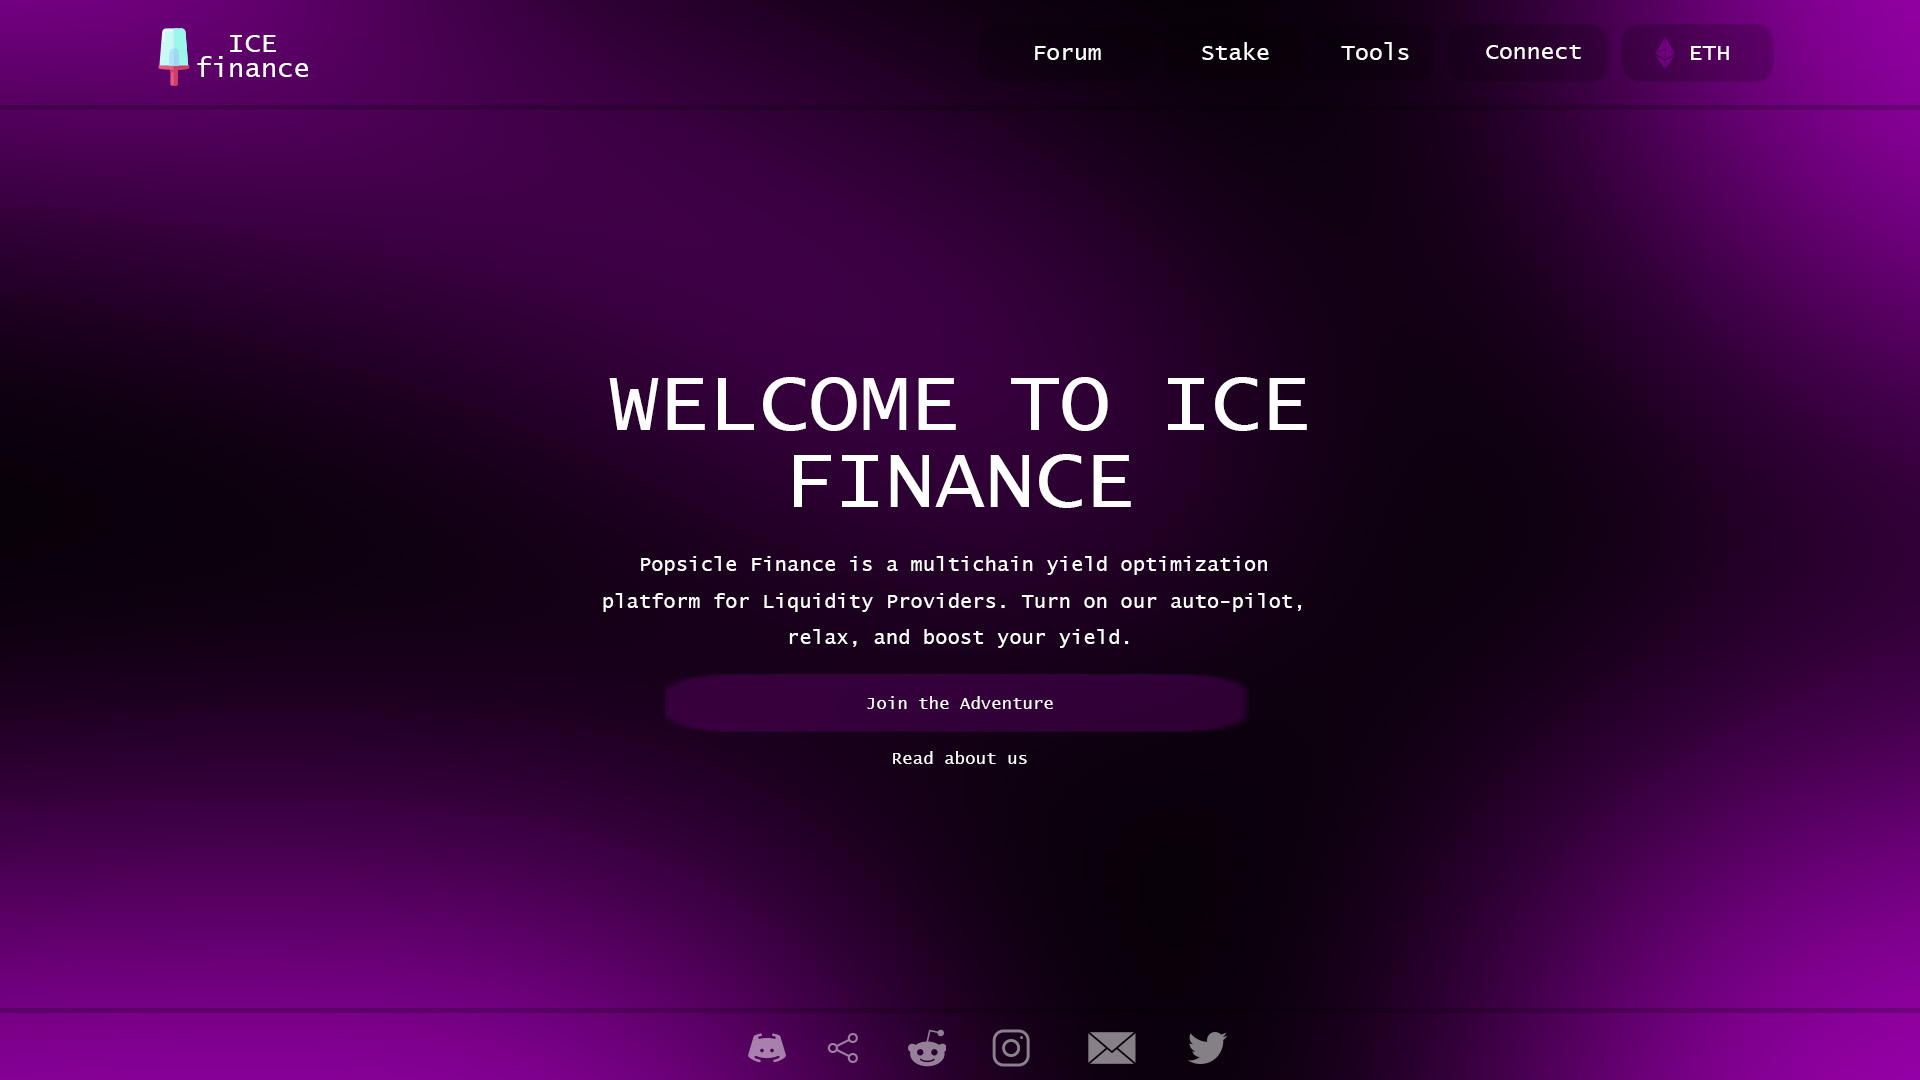 ICE
finance
Forum
Stake
Tools
Connect
ETH
WELCOME TO ICE
FINANCE
Popsicle Finance is a multichain yield optimization
platform for Liquidity Providers. Turn on our auto-pilot,
relax, and boost your yield.
Join the Adventure
Read about us